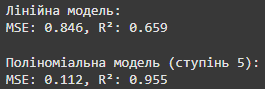 Лінійна модель:
MSE: 0.846, R²: 0.659
Поліноміальна модель (ступінь 5):
MSE: 0.112, R²: 0.955